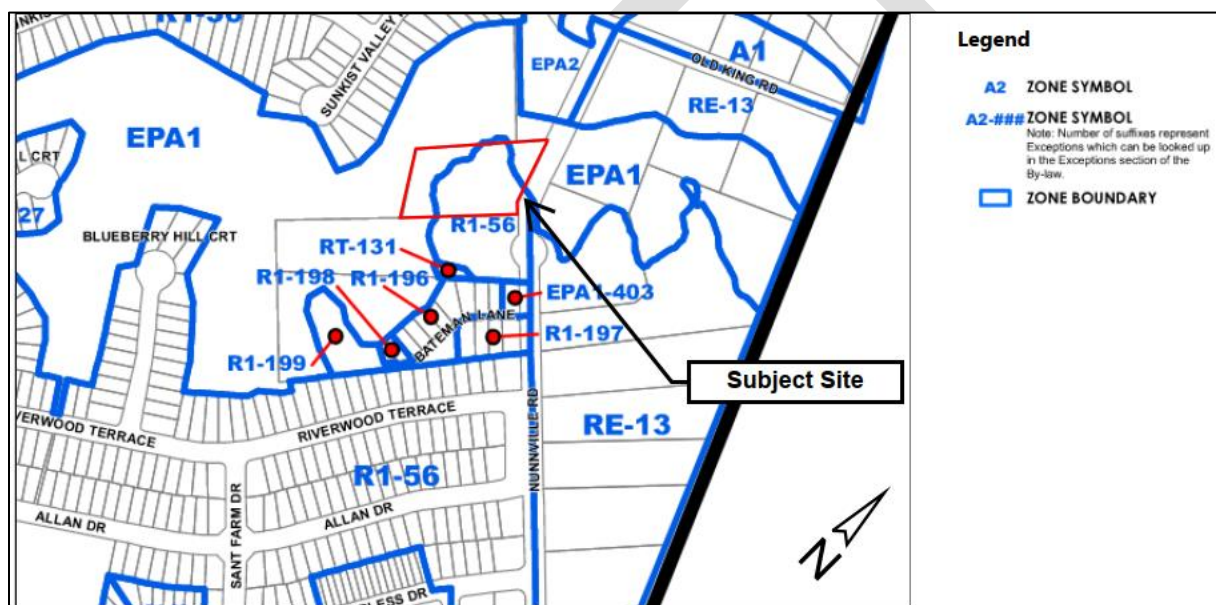 R1-56
SUNKIST VALLEY
EPA2
A1
OLD KING RD
RE-13
EPA1
EPA1
27
BLUEBERRY HILL CRT
R1-56
RT-131
R1-198
R1-196
EPA1-403
BATEMAN LANE
R1-197
R1-199
Subject Site
VERWOOD TERRACE
RIVERWOOD TERRACE
NUNNVILLE RD
RE-13
R1-56
ALLAN DR
SANT FARM DR
ALLAN DR
N
LESS DR
Legend
A2 ZONE SYMBOL
A2-### ZONE SYMBOL
Note: Number of suffixes represent
Exceptions which can be looked up
in the Exceptions section of the
By-law.
ZONE BOUNDARY